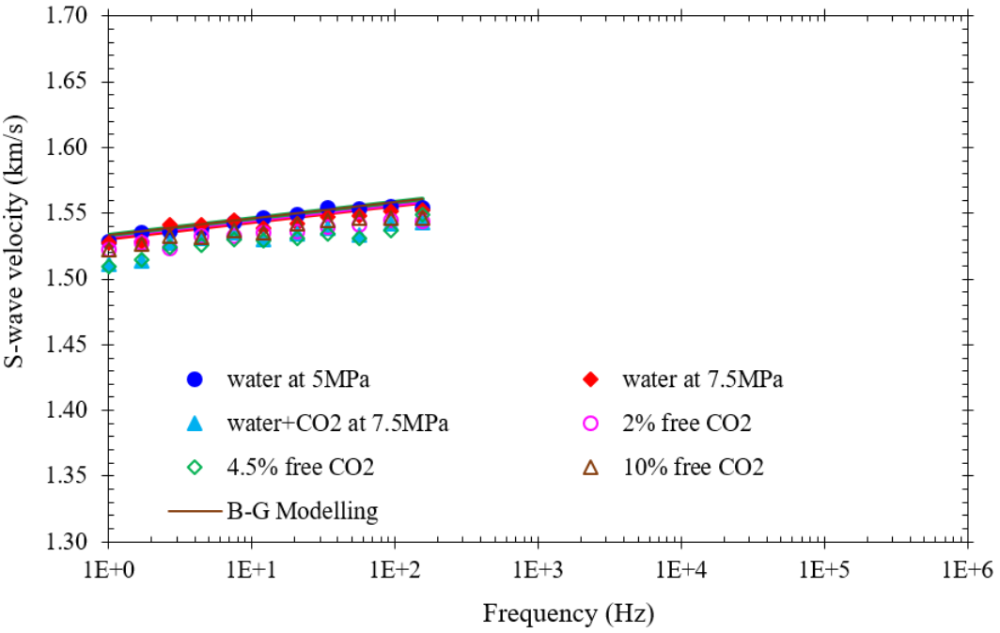 1.70
1.65
1.60
1.55
1.50
1.45
1.40
1.35
1.30
S-wave velocity (km/s)
water at 5MPa
water at 7.5MPa
water+CO2 at 7.5MPa
2% free CO2
4.5% free CO2
10% free CO2
B-G Modelling
1E+0 1E+1 1E+2 1E+3 1E+4 1E+5 1E+6
Frequency (Hz)